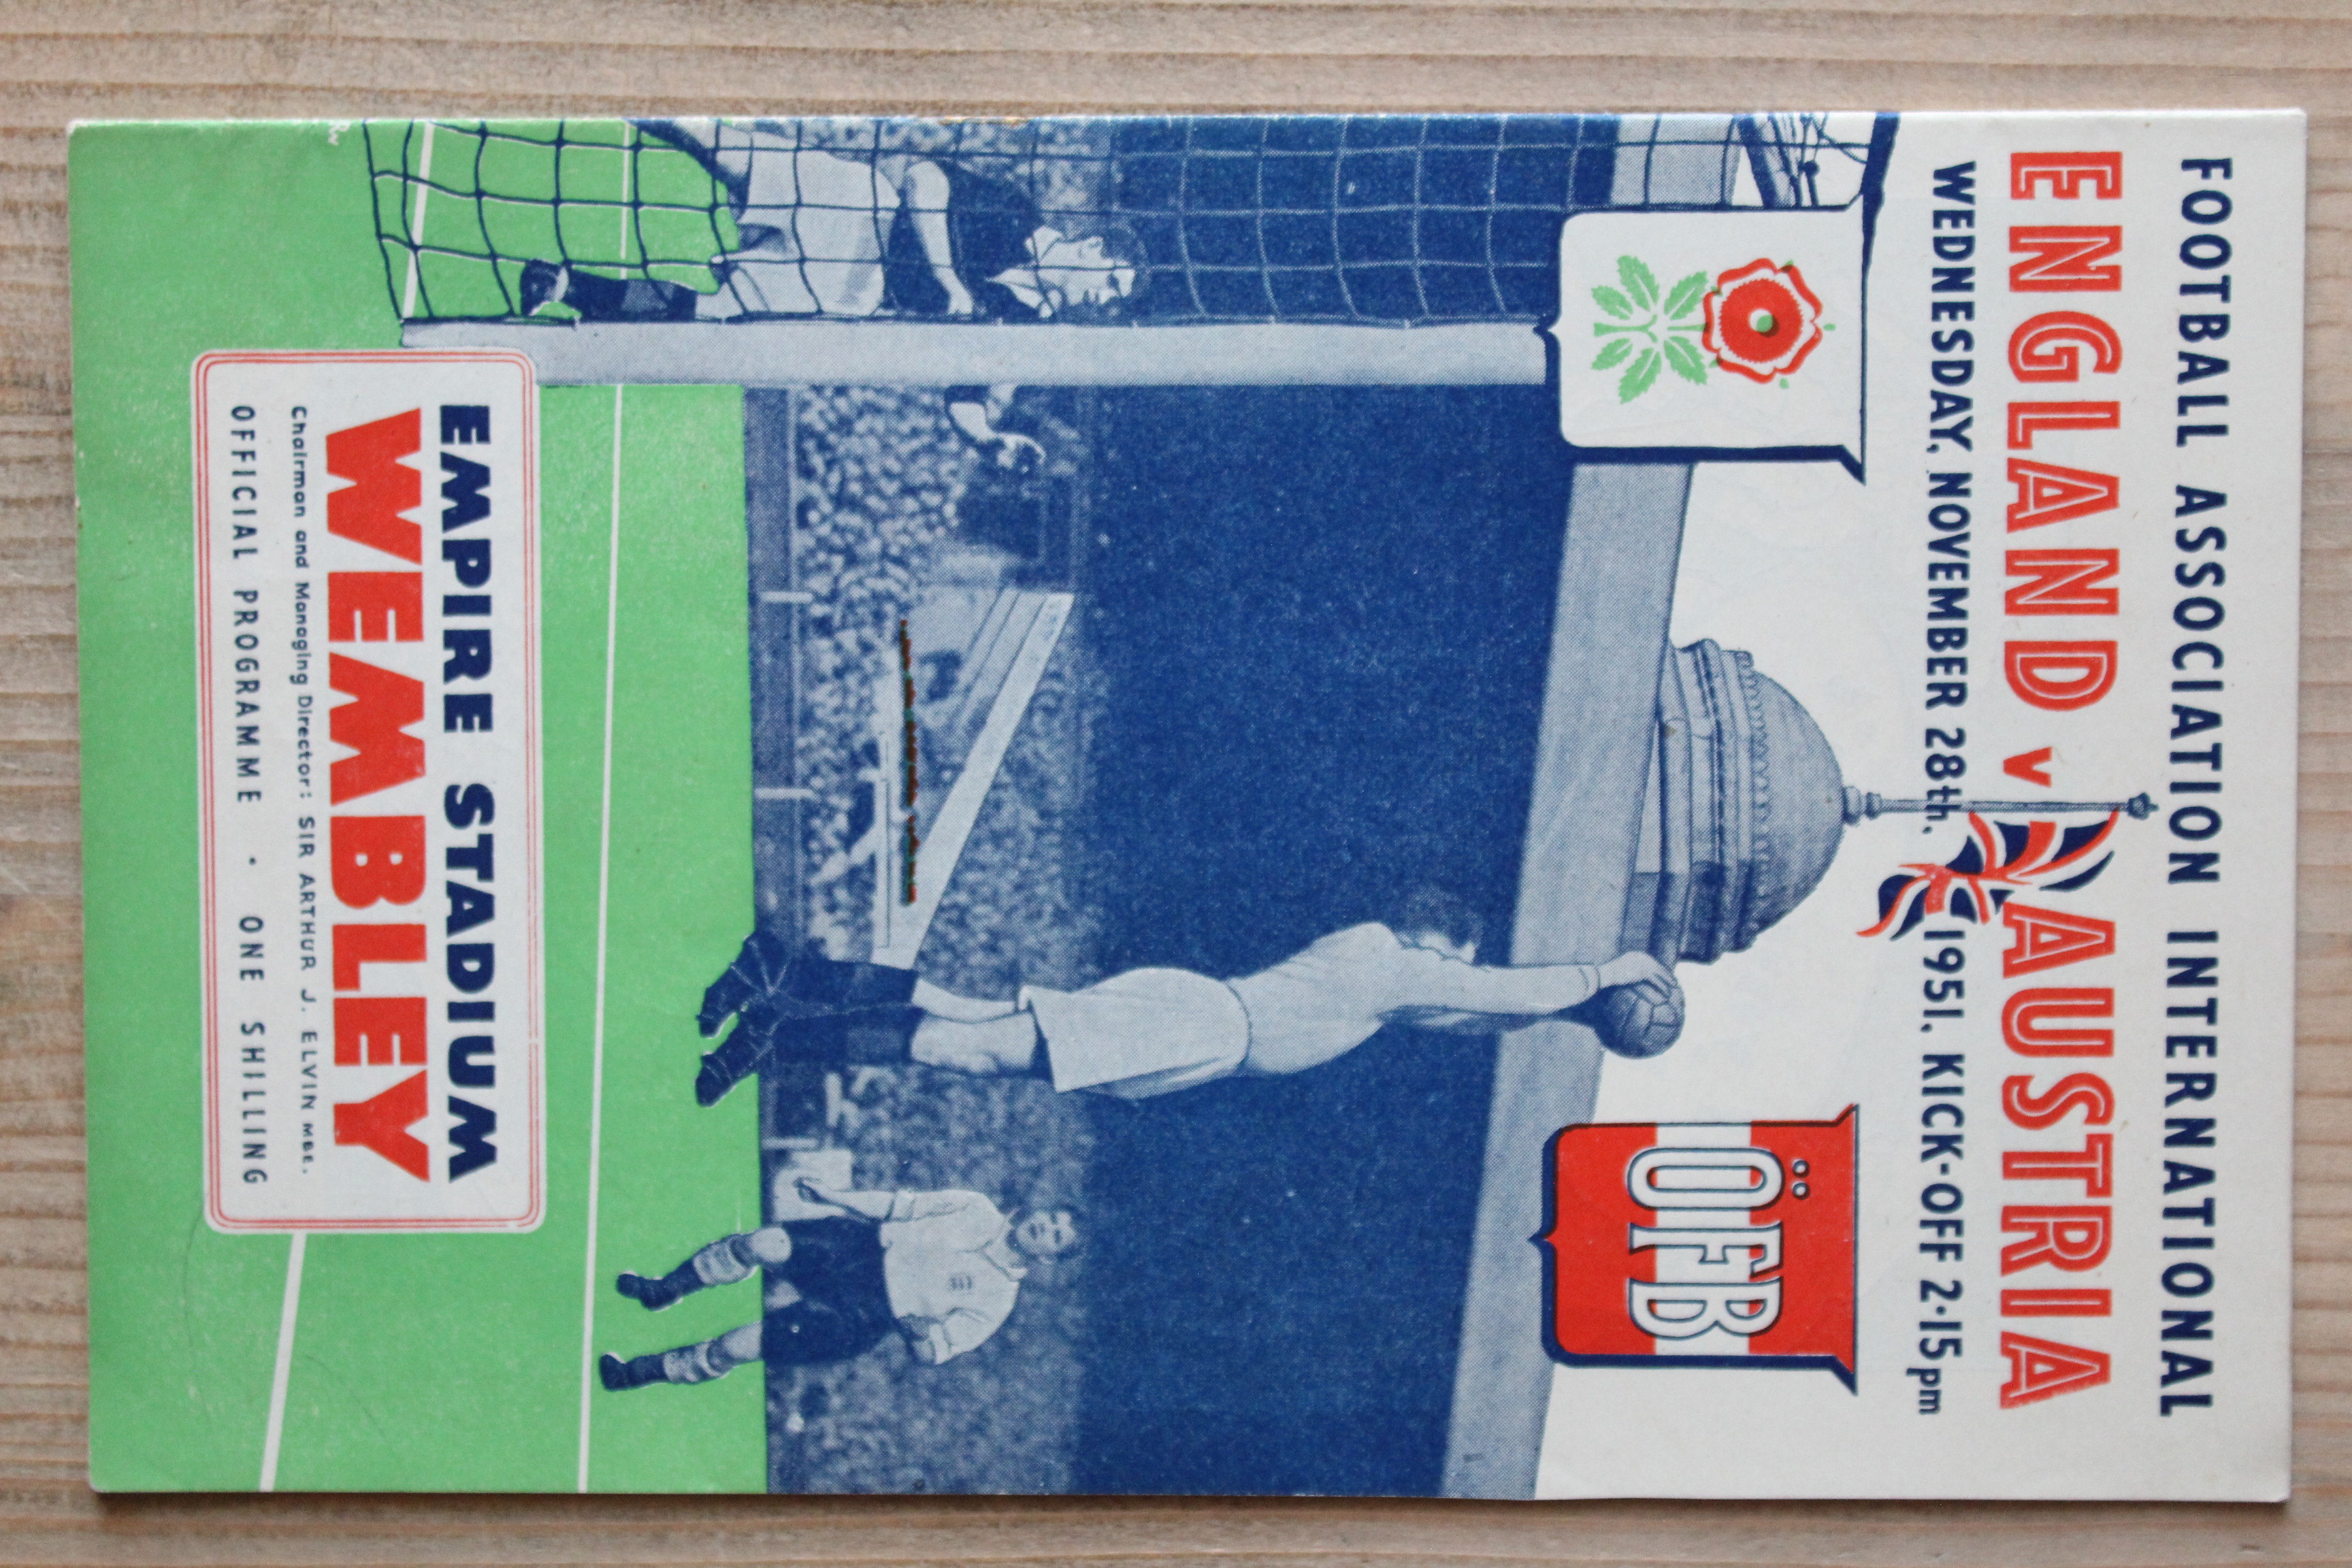 FOOTBALL ASSOCIATION INTERNATIONAL
ENGLAND v AUSTRIA
WEDNESDAY, NOVEMBER 28th, 1951. KICK-OFF 2·15pm
ÖFB
EMPIRE STADIUM
WEMBLEY
Chairman and Managing Director: SIR ARTHUR J. ELVIN MBE.
OFFICIAL PROGRAMME · ONE SHILLING